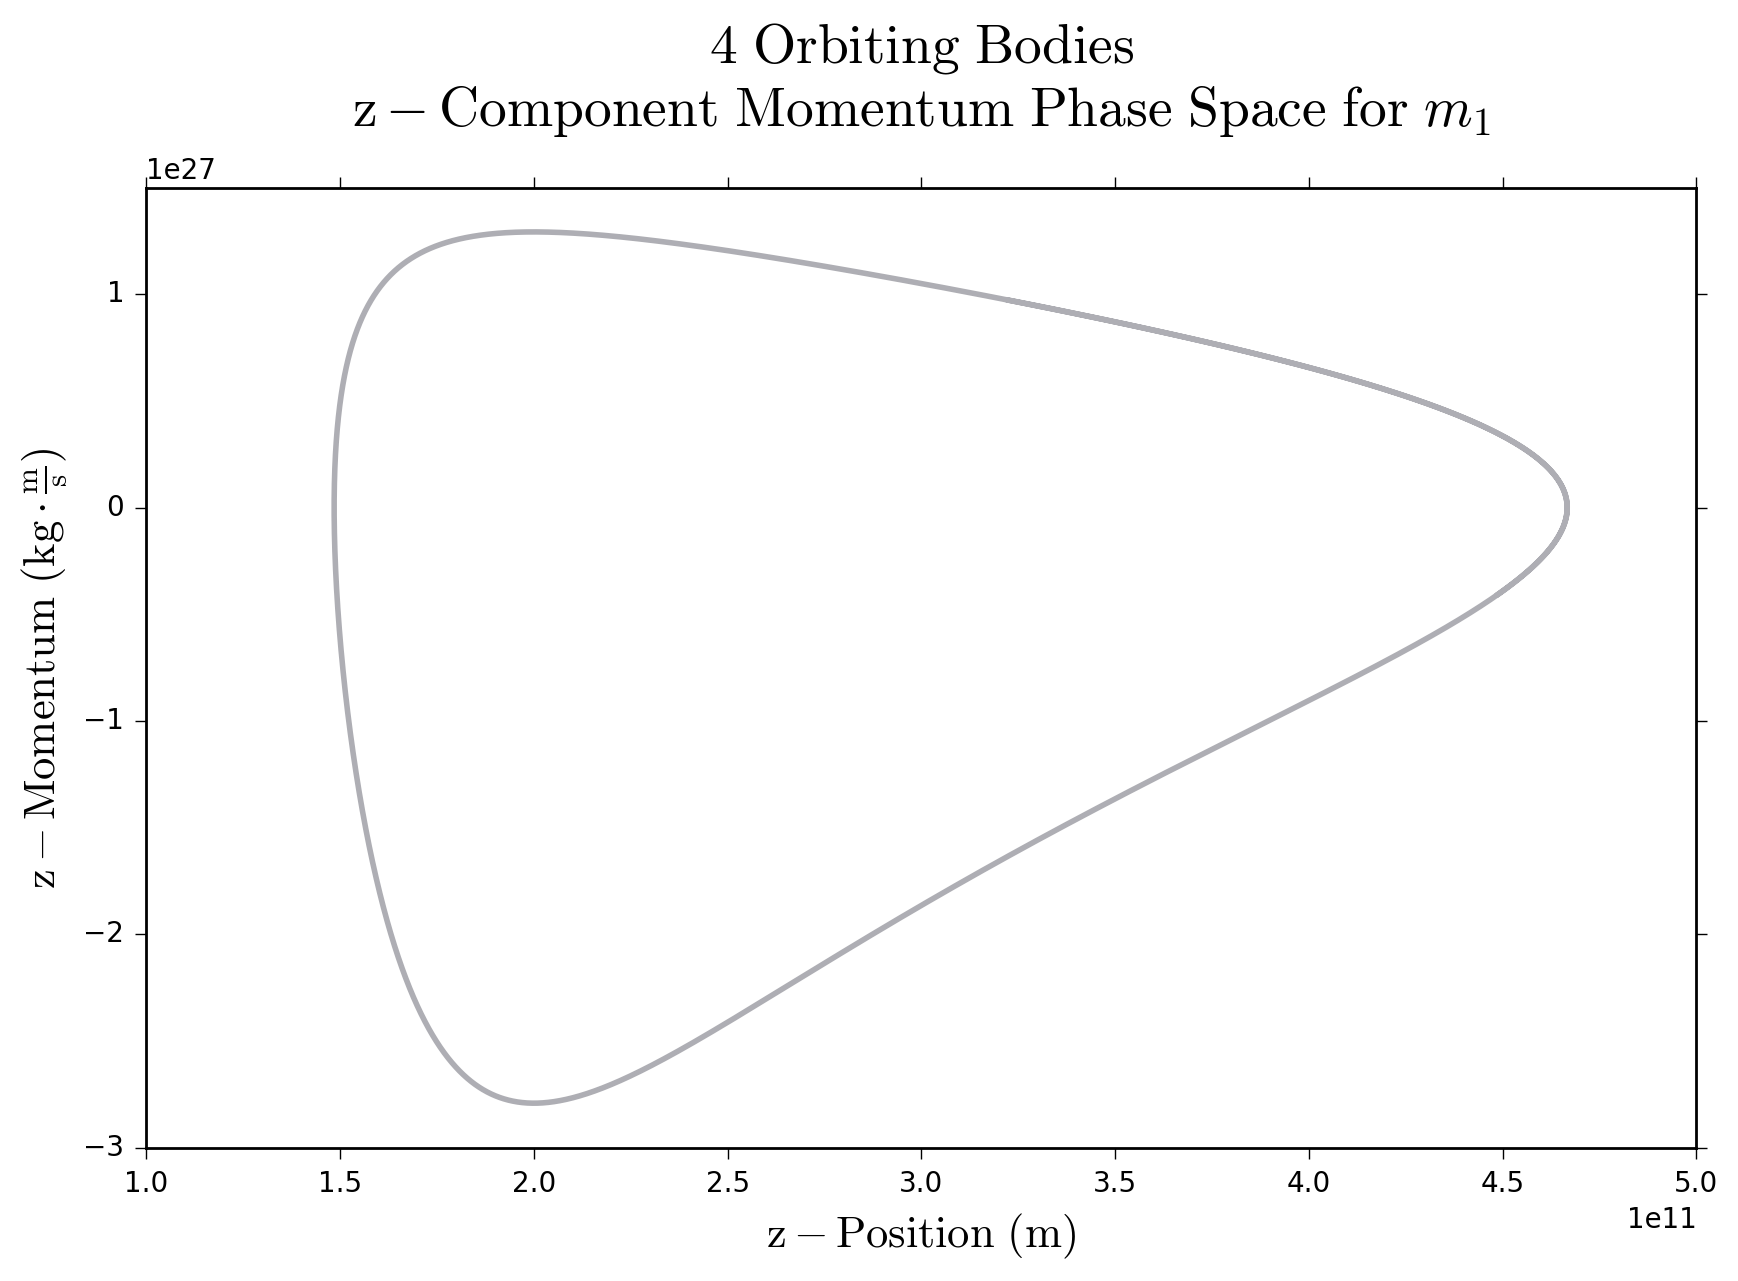 4 Orbiting Bodies
z − Component Momentum Phase Space for m₁
1e27
1
0
−1
−2
−3
z − Momentum (kg · m/s)
1.0 1.5 2.0 2.5 3.0 3.5 4.0 4.5 5.0
1e11
z − Position (m)